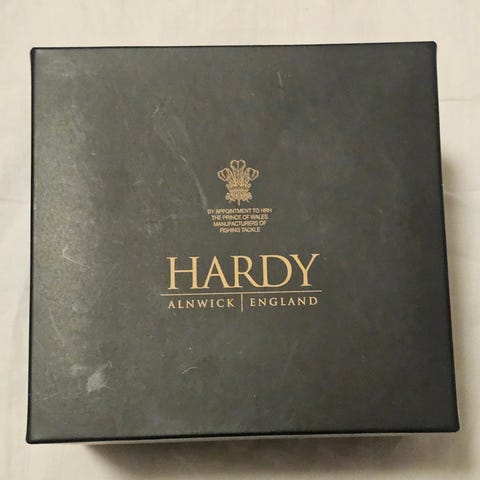 BY APPOINTMENT TO HRH
THE PRINCE OF WALES
MANUFACTURERS OF
FISHING TACKLE
HARDY
ALNWICK | ENGLAND